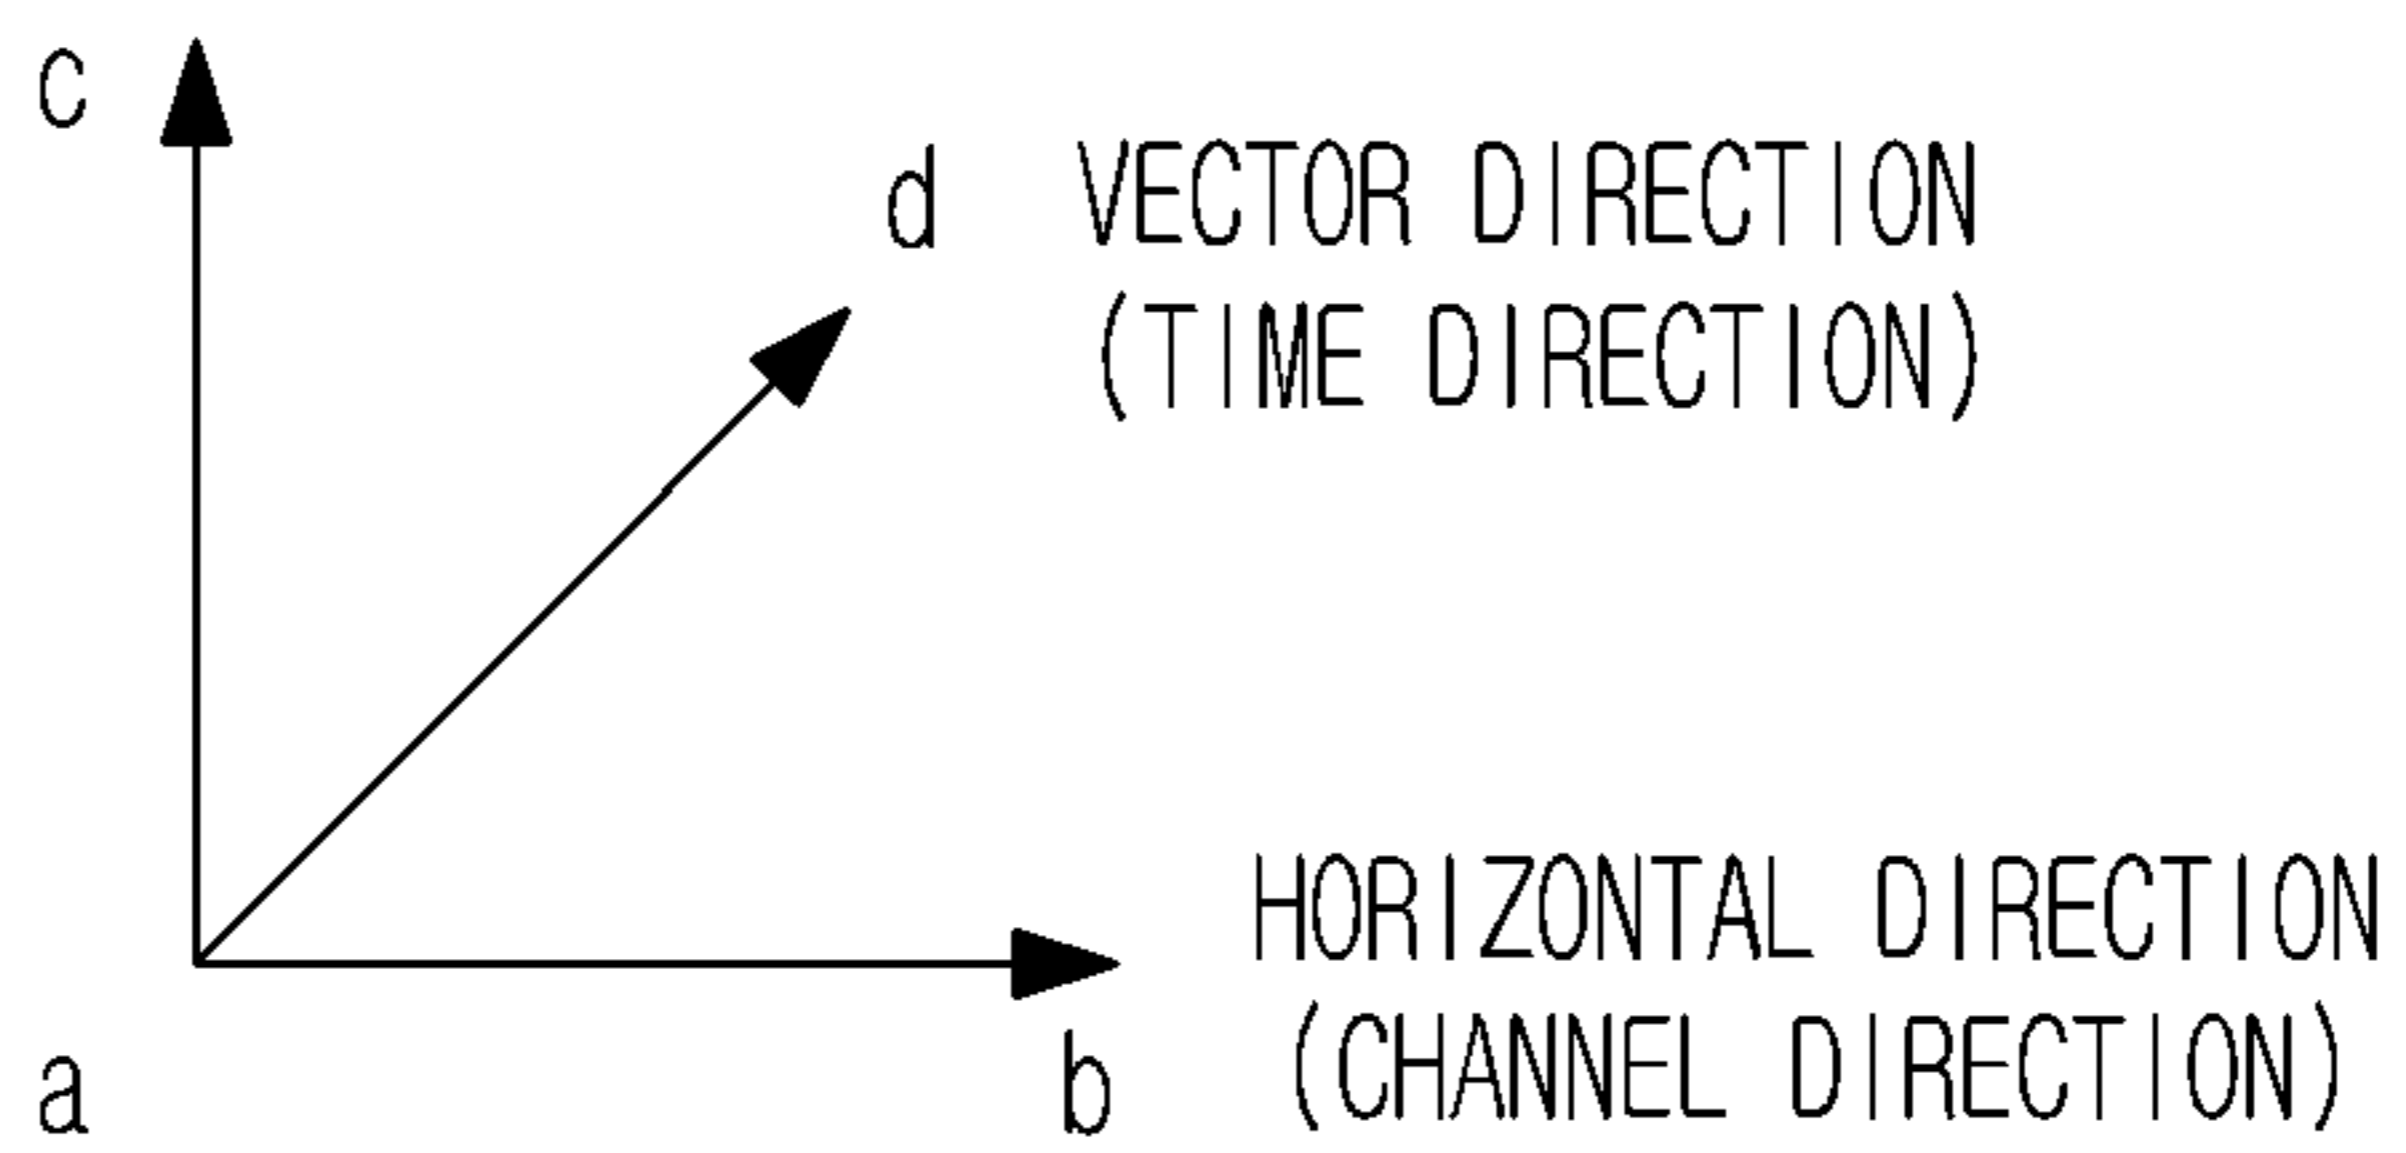 c
d VECTOR DIRECTION
(TIME DIRECTION)
HORIZONTAL DIRECTION
(CHANNEL DIRECTION)
a b